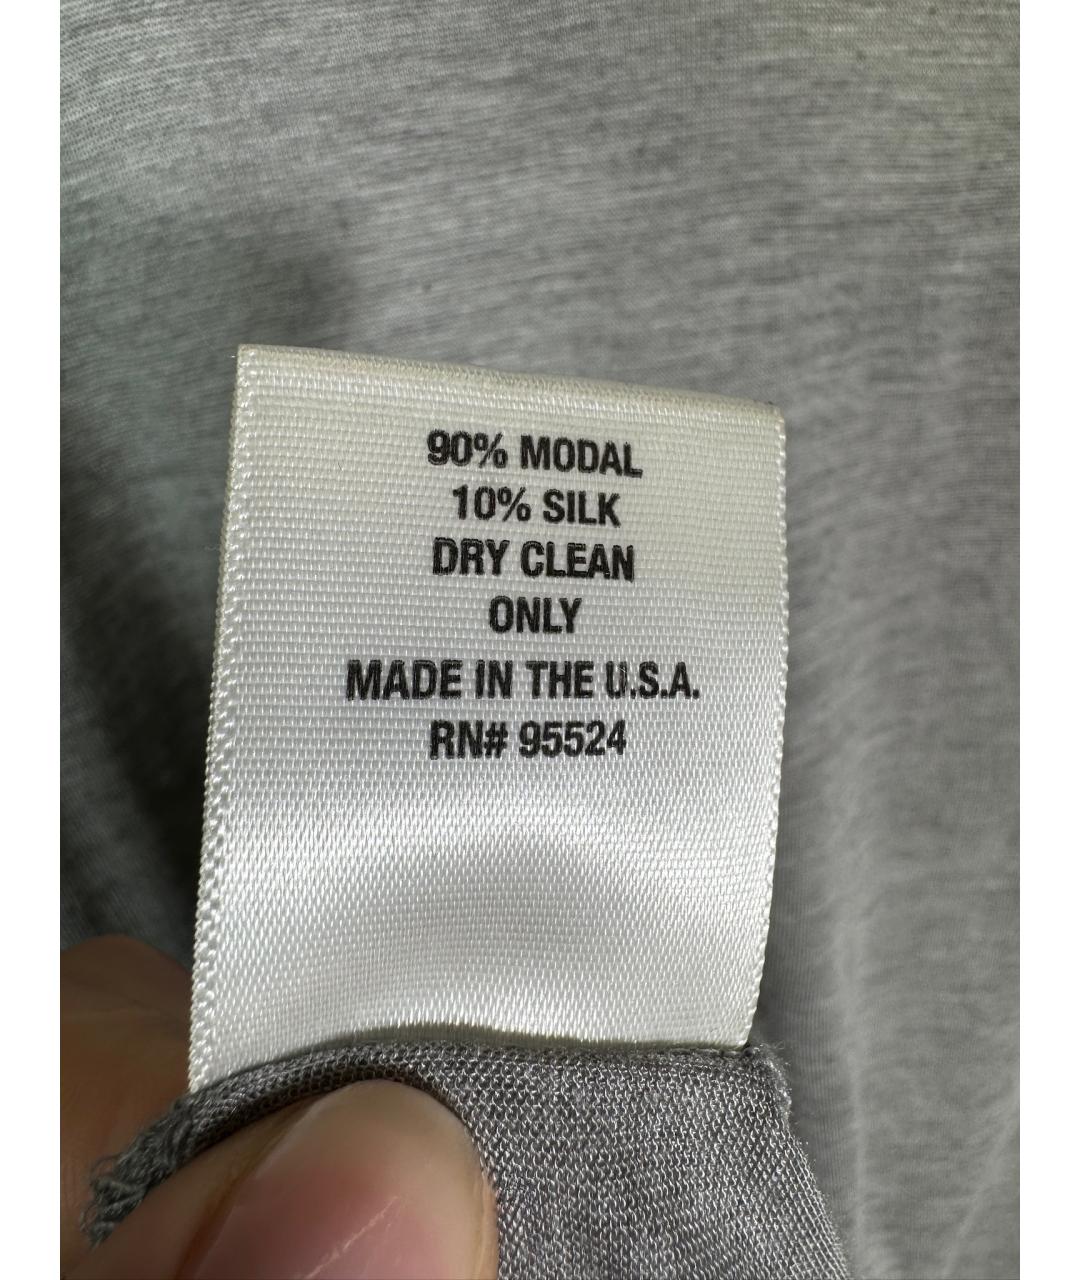 90% MODAL
10% SILK
DRY CLEAN
ONLY
MADE IN THE U.S.A.
RN# 95524